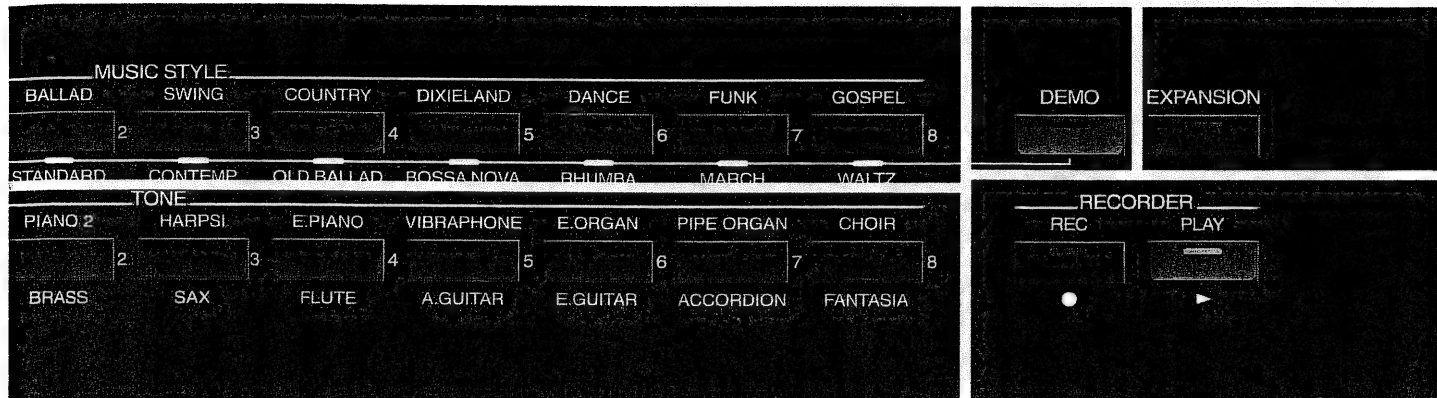 MUSIC STYLE
BALLAD SWING COUNTRY DIXIELAND DANCE FUNK GOSPEL
2 3 4 5 6 7 8
STANDARD CONTEMP OLD BALLAD BOSSA NOVA RHUMBA MARCH WALTZ
DEMO EXPANSION
TONE
PIANO 2 HARPSI E.PIANO VIBRAPHONE E.ORGAN PIPE ORGAN CHOIR
2 3 4 5 6 7 8
BRASS SAX FLUTE A.GUITAR E.GUITAR ACCORDION FANTASIA
RECORDER
REC PLAY